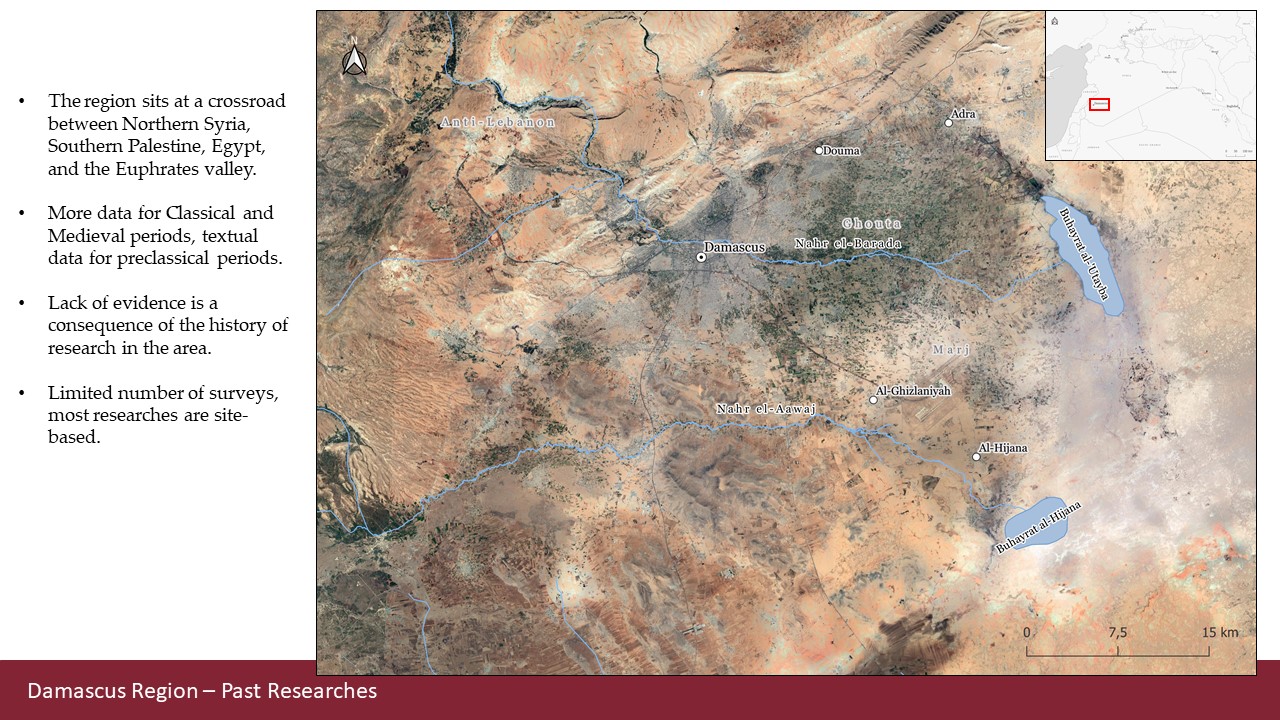 • The region sits at a crossroad
between Northern Syria,
Southern Palestine, Egypt,
and the Euphrates valley.
• More data for Classical and
Medieval periods, textual
data for preclassical periods.
• Lack of evidence is a
consequence of the history of
research in the area.
• Limited number of surveys,
most researches are site-
based.
N
Anti-Lebanon
Adra
Douma
Ghouta
Nahr el-Barada
Damascus
Buhayrat al-'Utayba
Marj
Al-Ghizlaniyah
Nahr el-Aawaj
Al-Hijana
Buhayrat al-Hijana
0 7,5 15 km
Damascus Region – Past Researches